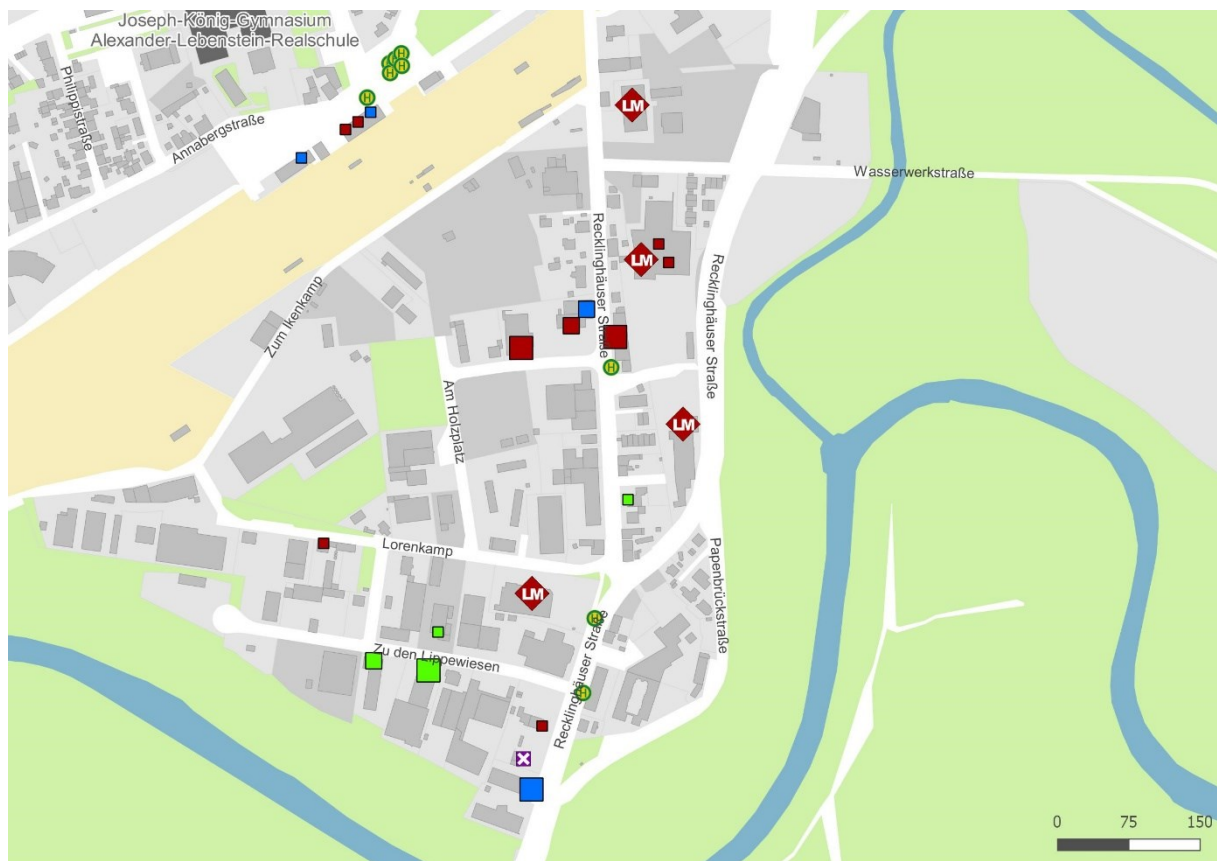 Joseph-König-Gymnasium
Alexander-Lebenstein-Realschule
Philippistraße
Annabergstraße
H
H
H
H
H
H
LM
Wasserwerkstraße
Recklinghäuser Straße
LM
Recklinghäuser Straße
Zum Ikenkamp
H
Am Holzplatz
LM
Lorenkamp
Papenbrückstraße
LM
H
Zu den Lippewiesen
Recklinghäuser Straße
H
0 75 150